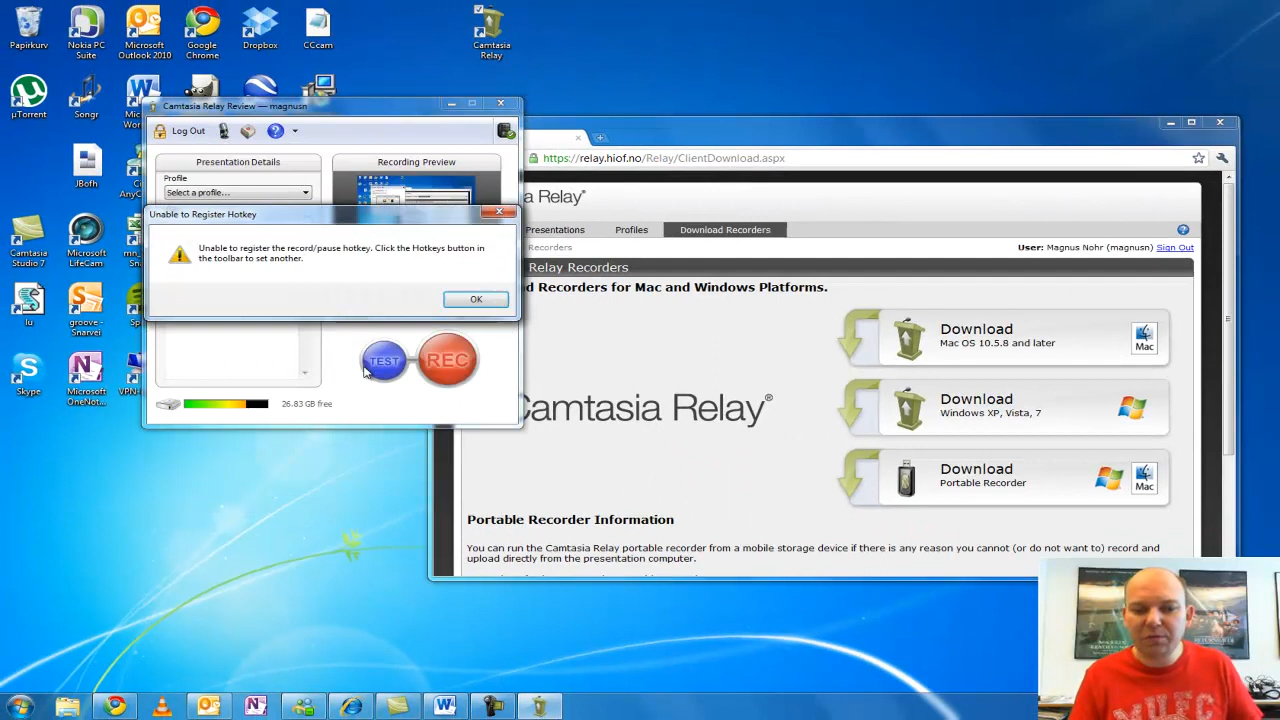 Papirkurv
Nokia PC
Suite
Microsoft
Outlook 2010
Google
Chrome
Dropbox
CCcam
Camtasia
Relay
µTorrent
Songr
JBofh
Camtasia
Studio 7
Microsoft
LifeCam
lu
groove -
Snarvei
Skype
Microsoft
OneNot...
Camtasia Relay Review — magnusn
Log Out
Presentation Details
Recording Preview
Profile
Select a profile...
Unable to Register Hotkey
Unable to register the record/pause hotkey. Click the Hotkeys button in
the toolbar to set another.
OK
TEST
REC
26.83 GB free
https://relay.hiof.no/Relay/ClientDownload.aspx
sia Relay®
Presentations
Profiles
Download Recorders
Recorders
User: Magnus Nohr (magnusn) Sign Out
Relay Recorders
d Recorders for Mac and Windows Platforms.
Download
Mac OS 10.5.8 and later
Mac
Camtasia Relay®
Download
Windows XP, Vista, 7
Download
Portable Recorder
Mac
Portable Recorder Information
You can run the Camtasia Relay portable recorder from a mobile storage device if there is any reason you cannot (or do not want to) record and
upload directly from the presentation computer.